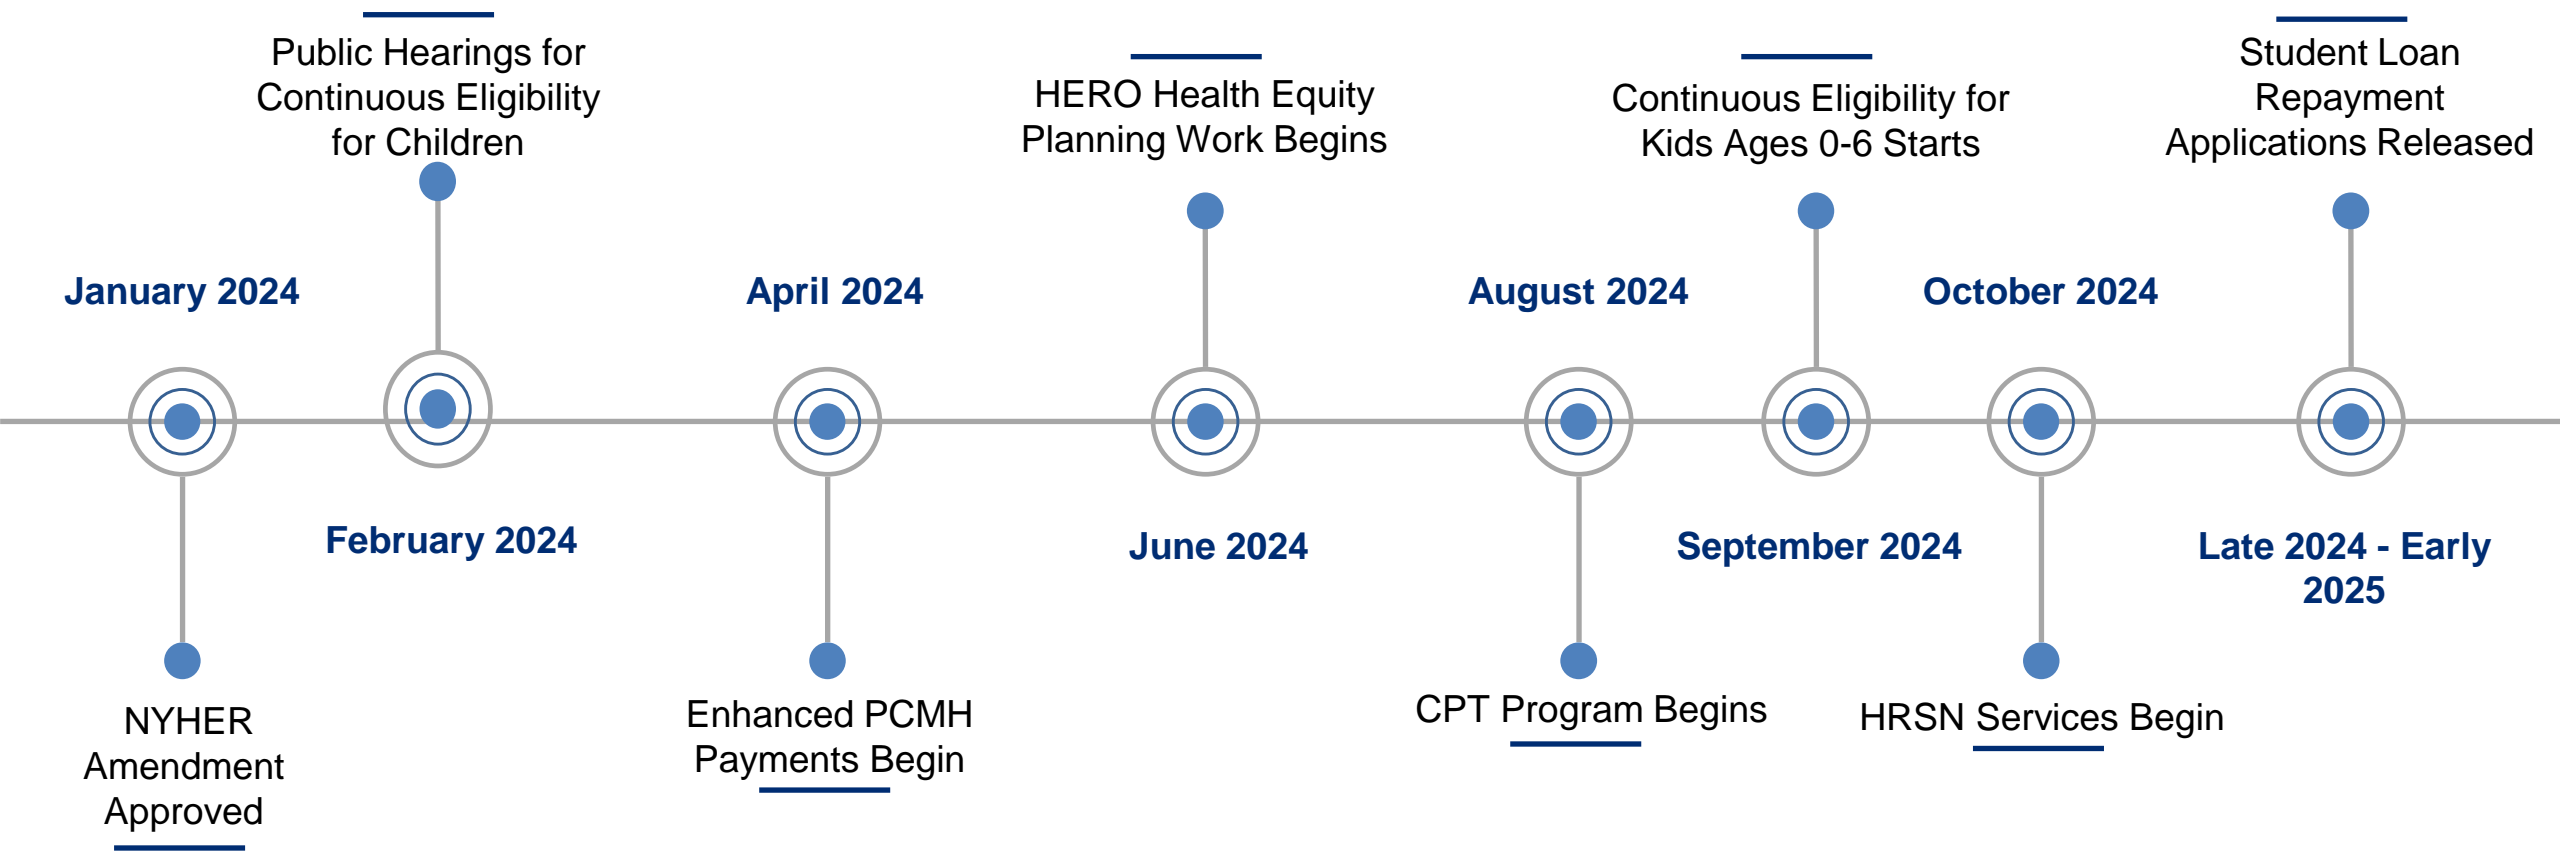 Public Hearings for
Continuous Eligibility
for Children
HERO Health Equity
Planning Work Begins
Continuous Eligibility for
Kids Ages 0-6 Starts
Student Loan
Repayment
Applications Released
January 2024
April 2024
August 2024
October 2024
February 2024
June 2024
September 2024
Late 2024 - Early
2025
NYHER
Amendment
Approved
Enhanced PCMH
Payments Begin
CPT Program Begins
HRSN Services Begin